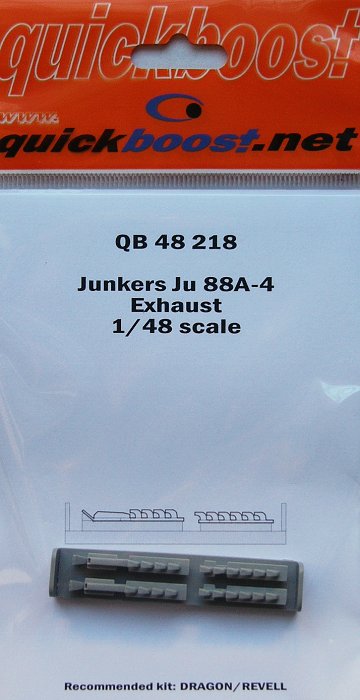 quickboost
www.
quickboost.net
QB 48 218
Junkers Ju 88A-4
Exhaust
1/48 scale
Recommended kit: DRAGON/REVELL